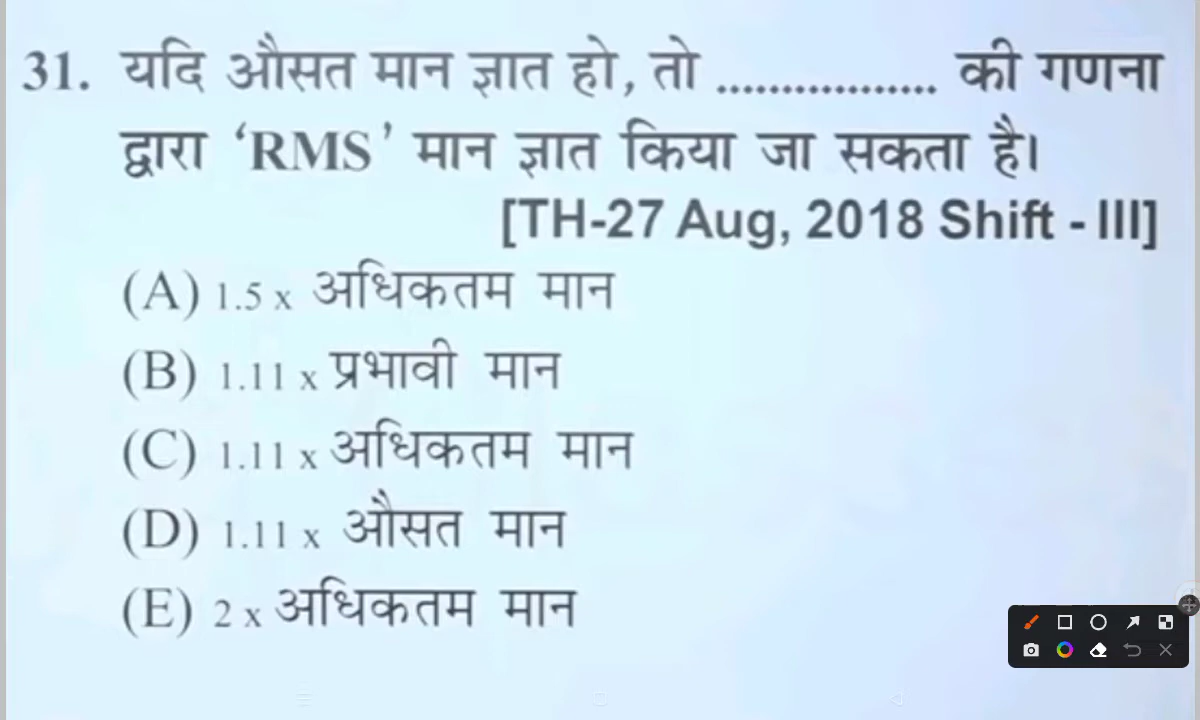 31. यदि औसत मान ज्ञात हो, तो ................. की गणना
द्वारा ‘RMS’ मान ज्ञात किया जा सकता है।
[TH-27 Aug, 2018 Shift - III]
(A) 1.5 x अधिकतम मान
(B) 1.11 x प्रभावी मान
(C) 1.11 x अधिकतम मान
(D) 1.11 x औसत मान
(E) 2 x अधिकतम मान